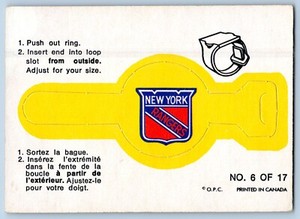 1. Push out ring.
2. Insert end into loop
slot from outside.
Adjust for your size.
NEW YORK
RANGERS
1. Sortez la bague.
2. Insérez l'extrémité
dans la fente de la
boucle à partir de
l'extérieur. Ajustez-le
pour votre doigt.
NO. 6 OF 17
© O.P.C. PRINTED IN CANADA